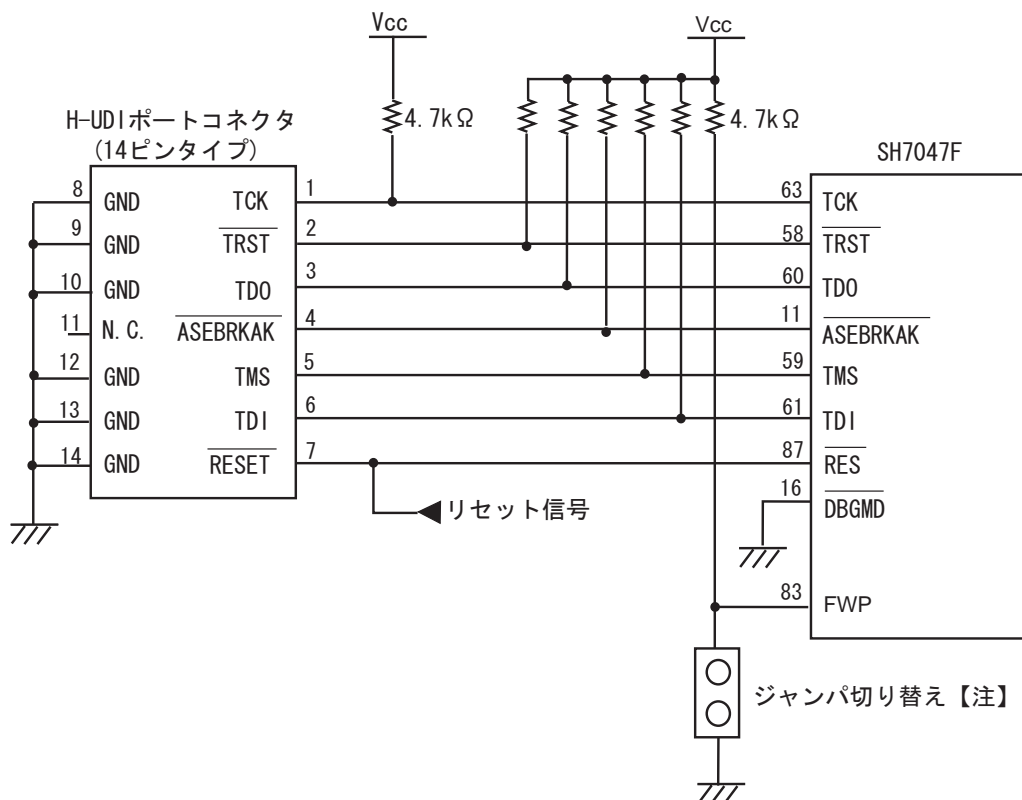 Vcc
Vcc
4.7kΩ
4.7kΩ
H-UDIポートコネクタ
(14ピンタイプ)
SH7047F
8 GND TCK 1
63 TCK
9 GND TRST 2
58 TRST
10 GND TDO 3
60 TDO
11 N.C. ASEBRKAK 4
11 ASEBRKAK
12 GND TMS 5
59 TMS
13 GND TDI 6
61 TDI
14 GND RESET 7
87 RES
リセット信号
16 DBGMD
83 FWP
ジャンパ切り替え【注】